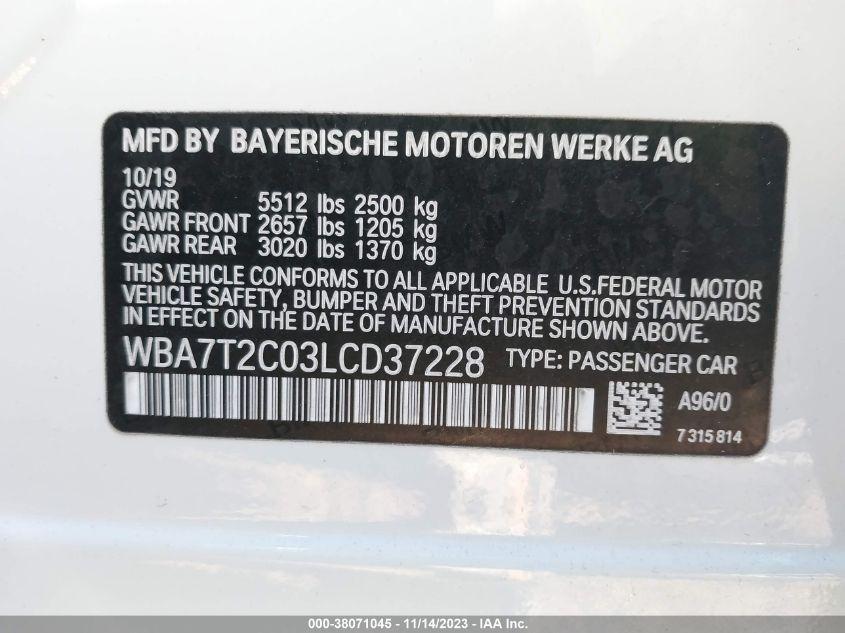 MFD BY BAYERISCHE MOTOREN WERKE AG
10/19
GVWR 5512 lbs 2500 kg
GAWR FRONT 2657 lbs 1205 kg
GAWR REAR 3020 lbs 1370 kg
THIS VEHICLE CONFORMS TO ALL APPLICABLE U.S.FEDERAL MOTOR
VEHICLE SAFETY, BUMPER AND THEFT PREVENTION STANDARDS
IN EFFECT ON THE DATE OF MANUFACTURE SHOWN ABOVE.
WBA7T2C03LCD37228 TYPE: PASSENGER CAR
A96/0
7315814
000-38071045 - 11/14/2023 - IAA Inc.